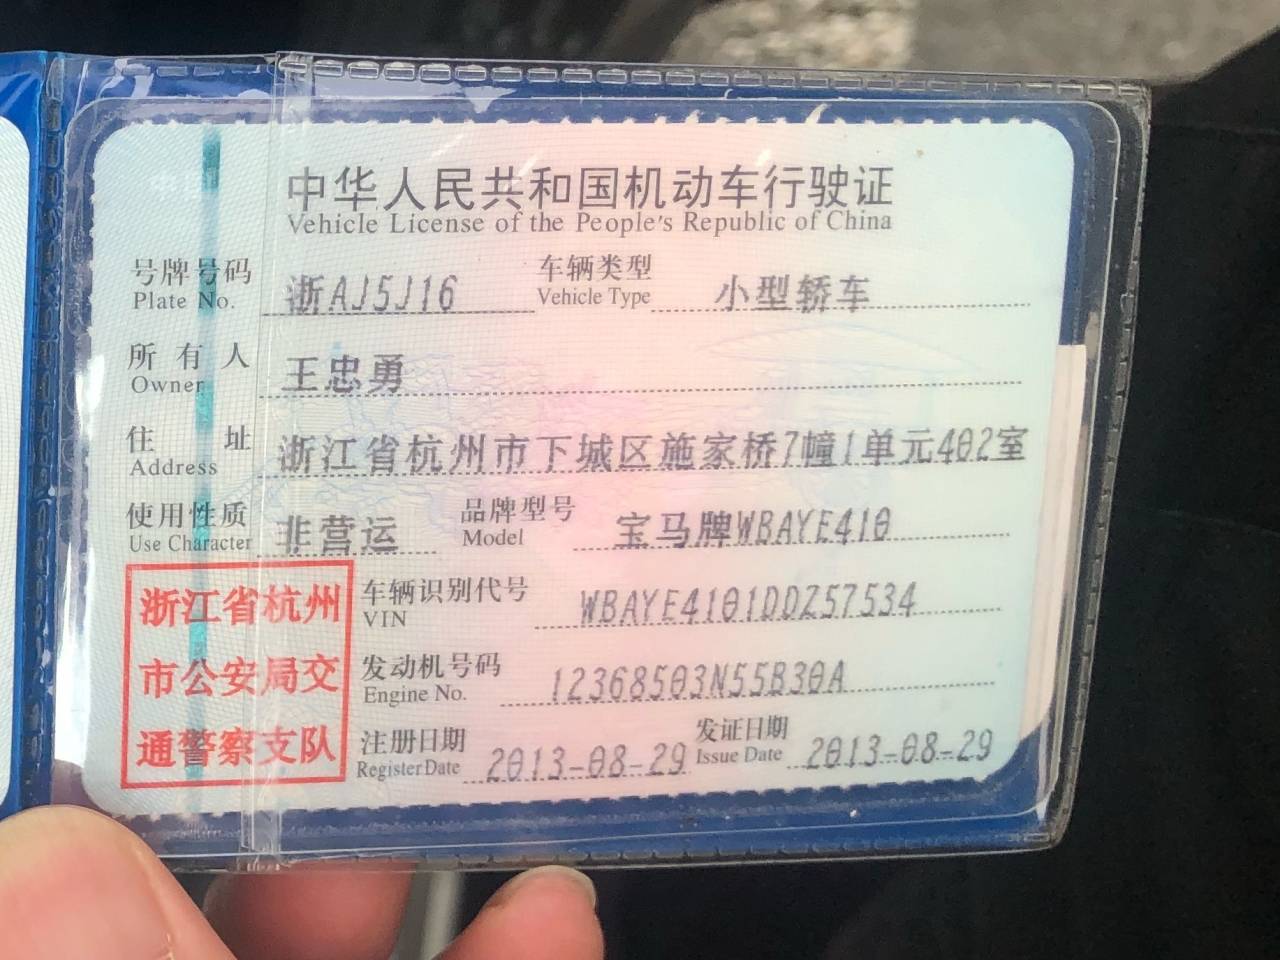 中华人民共和国机动车行驶证
Vehicle License of the People's Republic of China
号牌号码 浙AJ5J16 车辆类型 小型轿车
Plate No. Vehicle Type
所有人 王忠勇
Owner
住址 浙江省杭州市下城区施家桥7幢1单元402室
Address
使用性质 非营运 品牌型号 宝马牌WBAYE410
Use Character Model
浙江省杭州 车辆识别代号 WBAYE4101DDZ57534
VIN
市公安局交 发动机号码 12368503N55B30A
Engine No.
通警察支队 注册日期 2013-08-29 发证日期 2013-08-29
Register Date Issue Date